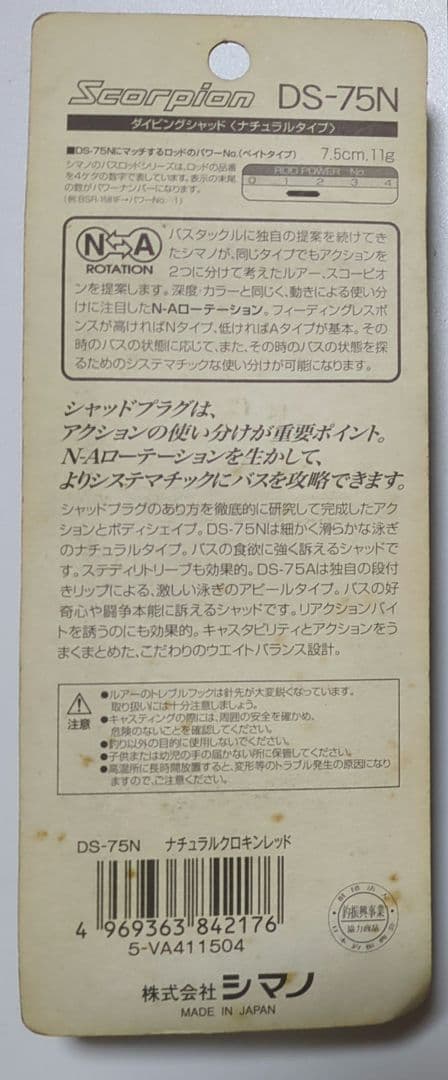 Scorpion DS-75N
ダイビングシャッド〈ナチュラルタイプ〉
■DS-75NにマッチするロッドのパワーNo.(ベイトタイプ) 7.5cm, 11g
シマノのバスロッドシリーズは、ロッドの品番
を4ケタの数字で表しています。表示の末尾
の数がパワーナンバーになります。
ROD POWER No
0 1 2 3 4
N A
ROTATION
バスタックルに独自の提案を続けてき
たシマノが、同じタイプでもアクションを
2つに分けて考えたルアー、スコーピオ
ンを提案します。深度・カラーと同じく、動きによる使い分
けに注目したN-Aローテーション。フィーディングレスポ
ンスが高ければNタイプ、低ければAタイプが基本。その
時のバスの状態に応じて、また、その時のバスの状態を探
るためのシステマチックな使い分けが可能になります。
シャッドプラグは、
アクションの使い分けが重要ポイント。
N-Aローテーションを生かして、
よりシステマチックにバスを攻略できます。
シャッドプラグのあり方を徹底的に研究して完成したアク
ションとボディシェイプ。DS-75Nは細かく滑らかな泳ぎ
のナチュラルタイプ。バスの食欲に強く訴えるシャッドで
す。ステディリトリーブも効果的。DS-75Aは独自の段付
きリップによる、激しい泳ぎのアピールタイプ。バスの好
奇心や闘争本能に訴えるシャッドです。リアクションバイ
トを誘うのにも効果的。キャスタビリティとアクションをう
まくまとめた、こだわりのウエイトバランス設計。
注意
●ルアーのトレブルフックは針先が大変鋭くなっています。
取り扱いには十分注意しましょう。
●キャスティングの際には、周囲の安全を確かめ、
危険のないことを確認してください。
●釣り以外の目的に使用しないでください。
●子供または幼児の手の届かない所に保管してください。
●高温所に長時間放置すると、変形等のトラブル発生の原因になり
ますので、ご注意ください。
DS-75N ナチュラルクロキンレッド
4 969363 842176
5-VA411504
財団法人
釣振興事業
協力商品
日本釣振興会
株式会社 シマノ
MADE IN JAPAN